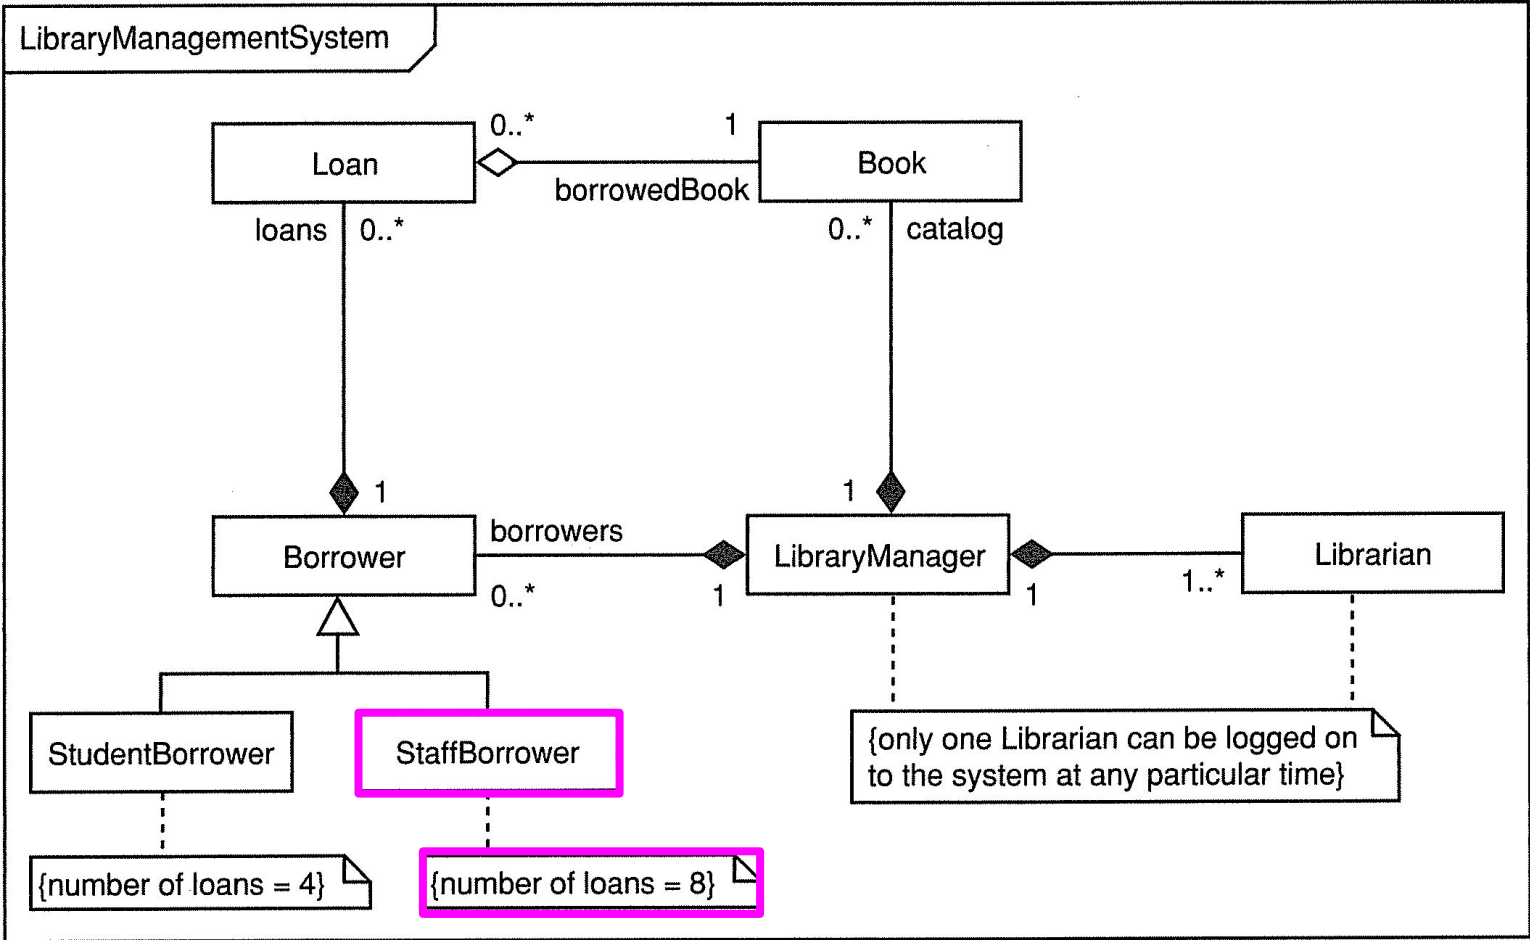 LibraryManagementSystem
0..*
1
Loan
Book
borrowedBook
loans
0..*
0..*
catalog
1
1
borrowers
Borrower
LibraryManager
Librarian
0..*
1
1
1..*
StudentBorrower
StaffBorrower
{only one Librarian can be logged on
to the system at any particular time}
{number of loans = 4}
{number of loans = 8}